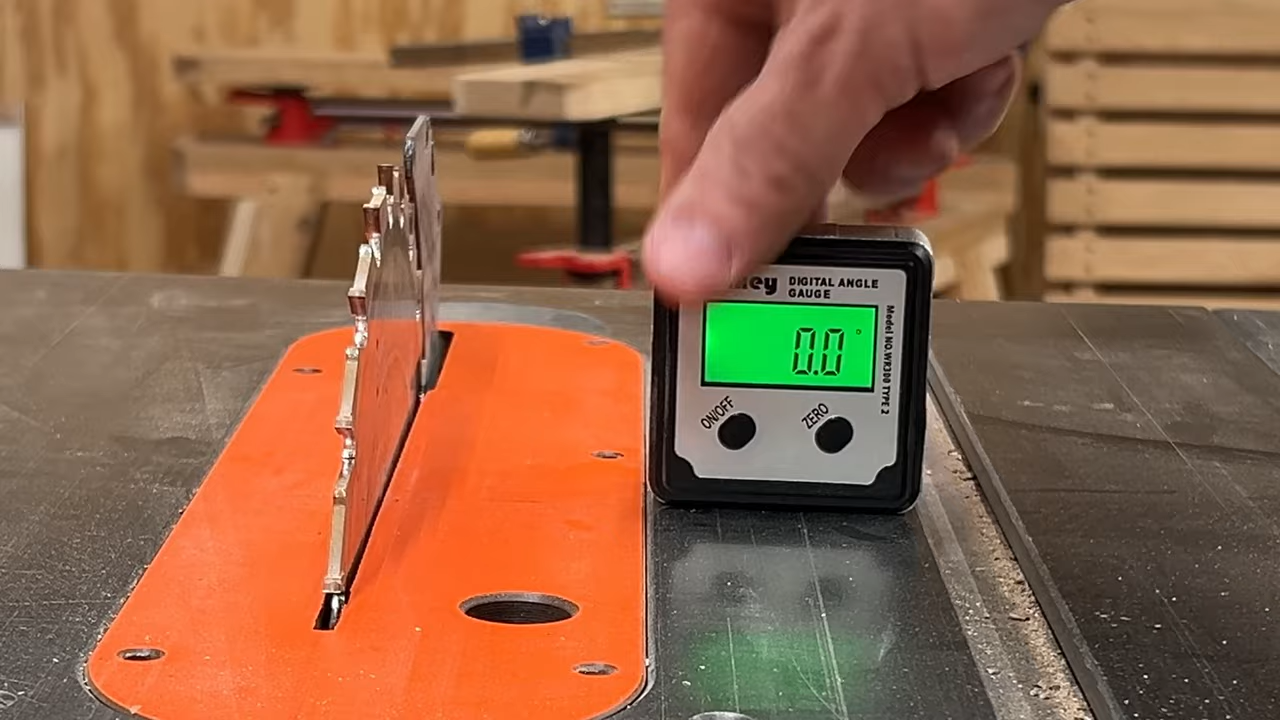 DIGITAL ANGLE
GAUGE
Model NO.WR300 TYPE 2
0.0°
ON/OFF
ZERO